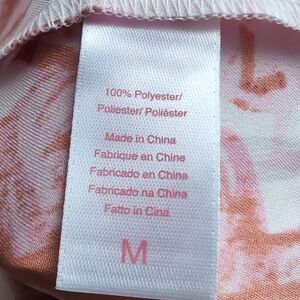 100% Polyester/
Poliester/ Poliéster
Made in China
Fabrique en Chine
Fabricado en China
Fabricado na China
Fatto in Cina
M